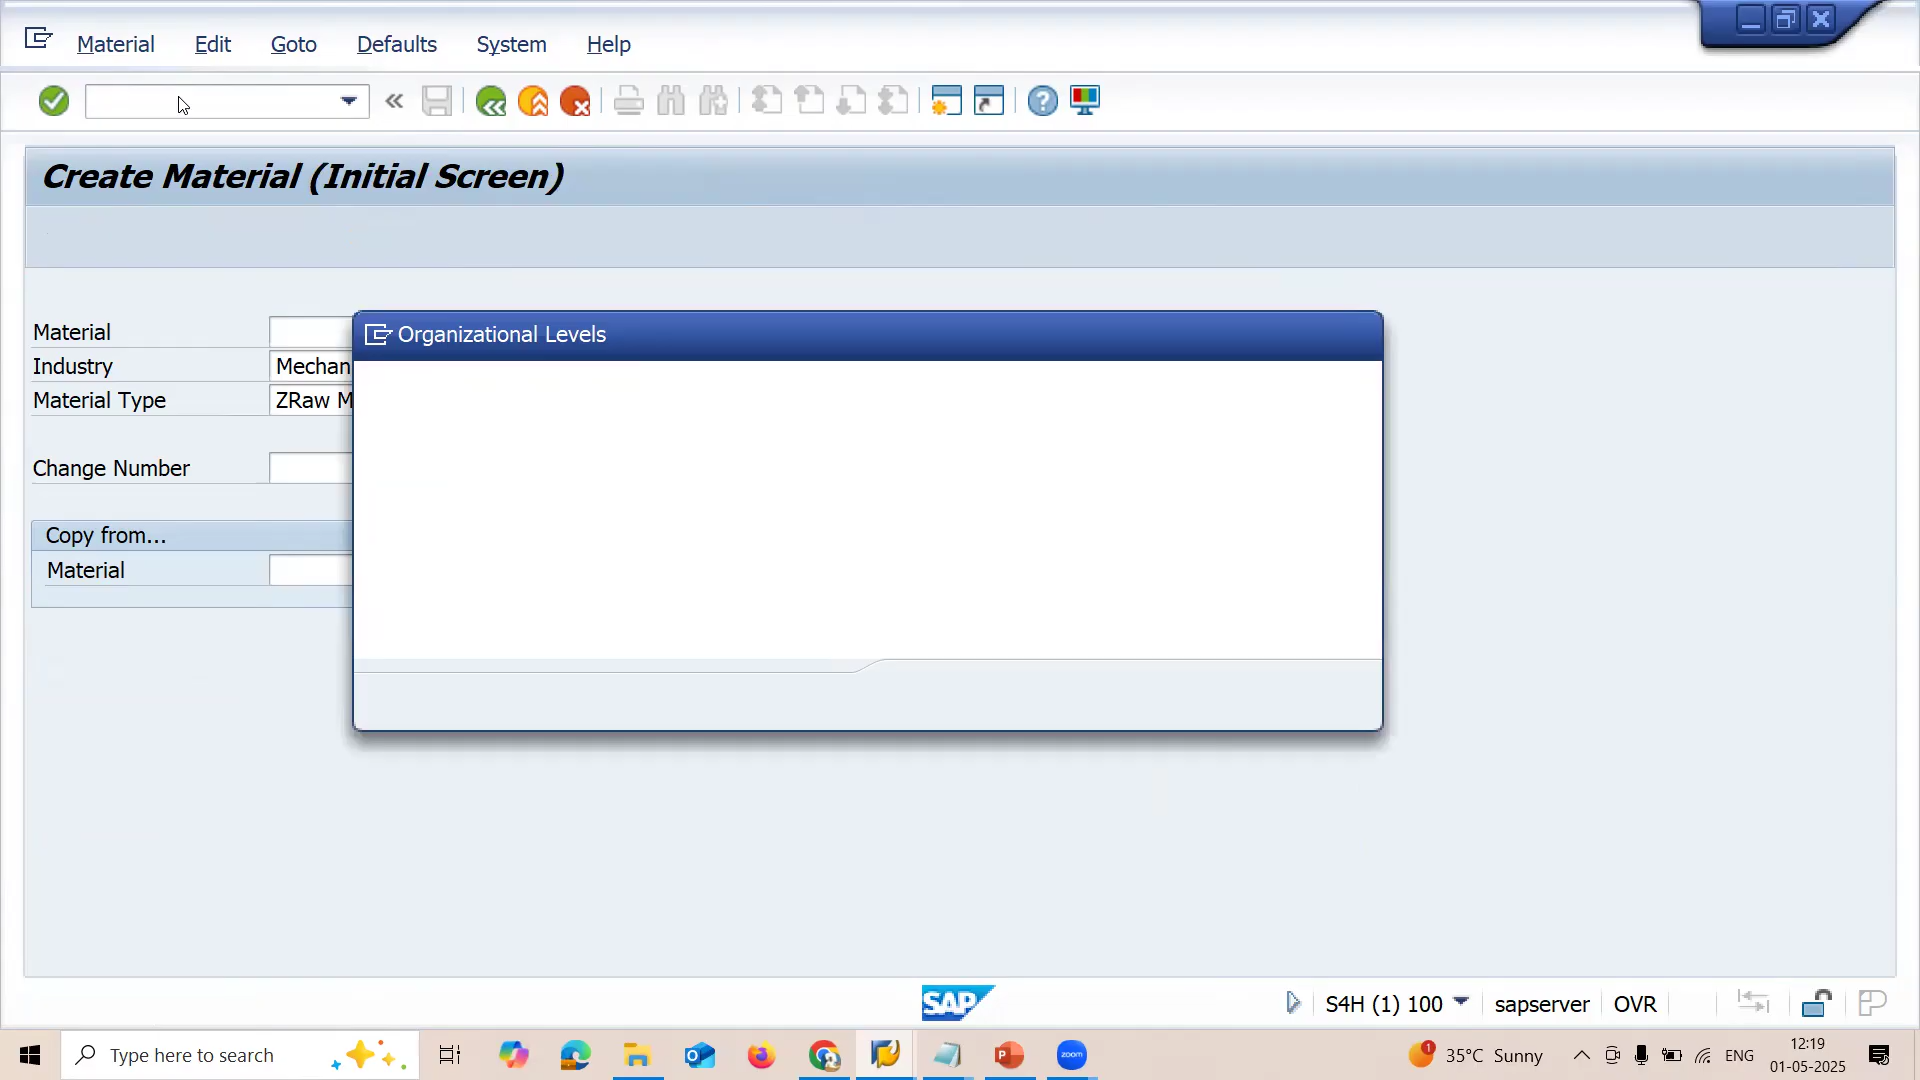 Material Edit Goto Defaults System Help
Create Material (Initial Screen)
Material
Organizational Levels
Industry Mechan
Material Type ZRaw M
Change Number
Copy from...
Material
SAP
S4H (1) 100 sapserver OVR
Type here to search
zoom
1
35°C Sunny
ENG
12:19
01-05-2025